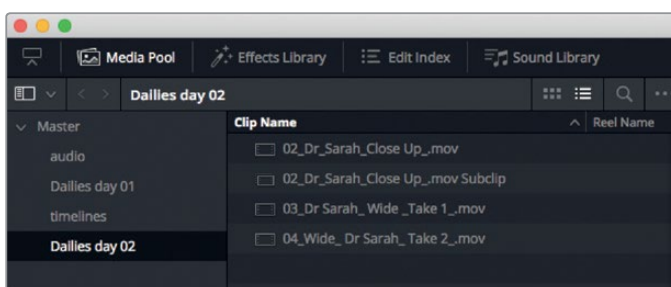 Media Pool Effects Library Edit Index Sound Library
Dailies day 02
Master
audio
Dailies day 01
timelines
Dailies day 02
Clip Name Reel Name
02_Dr_Sarah_Close Up_.mov
02_Dr_Sarah_Close Up_.mov Subclip
03_Dr Sarah_ Wide _Take 1_.mov
04_Wide_ Dr Sarah_ Take 2_.mov